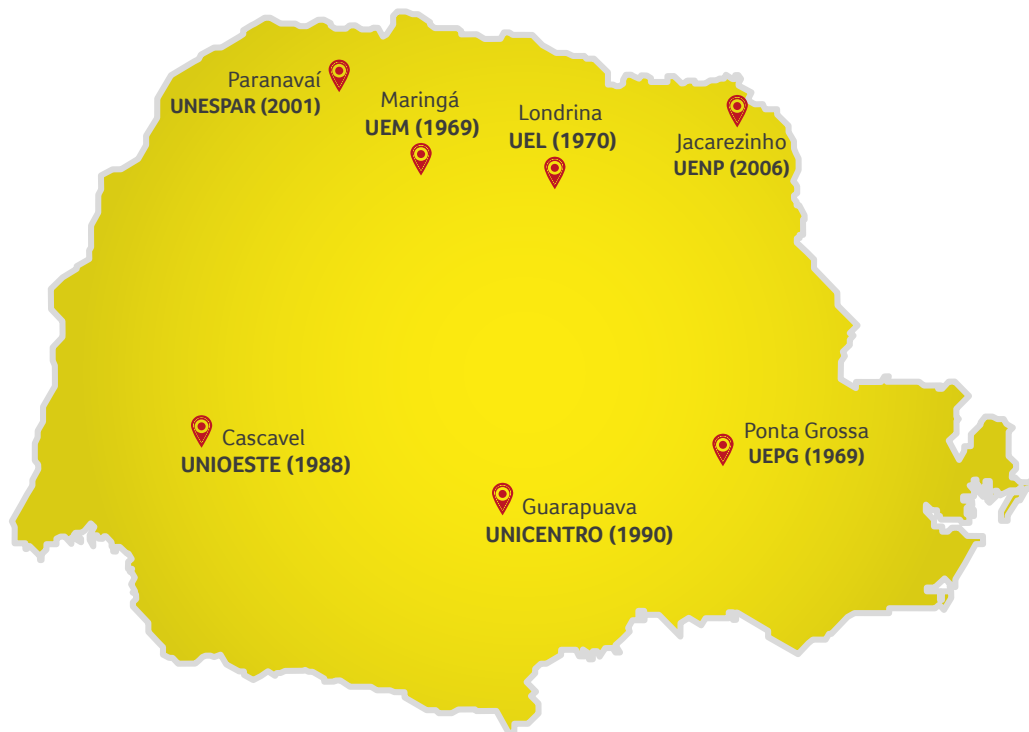 Paranavaí
UNESPAR (2001)
Maringá
UEM (1969)
Londrina
UEL (1970)
Jacarezinho
UENP (2006)
Cascavel
UNIOESTE (1988)
Ponta Grossa
UEPG (1969)
Guarapuava
UNICENTRO (1990)